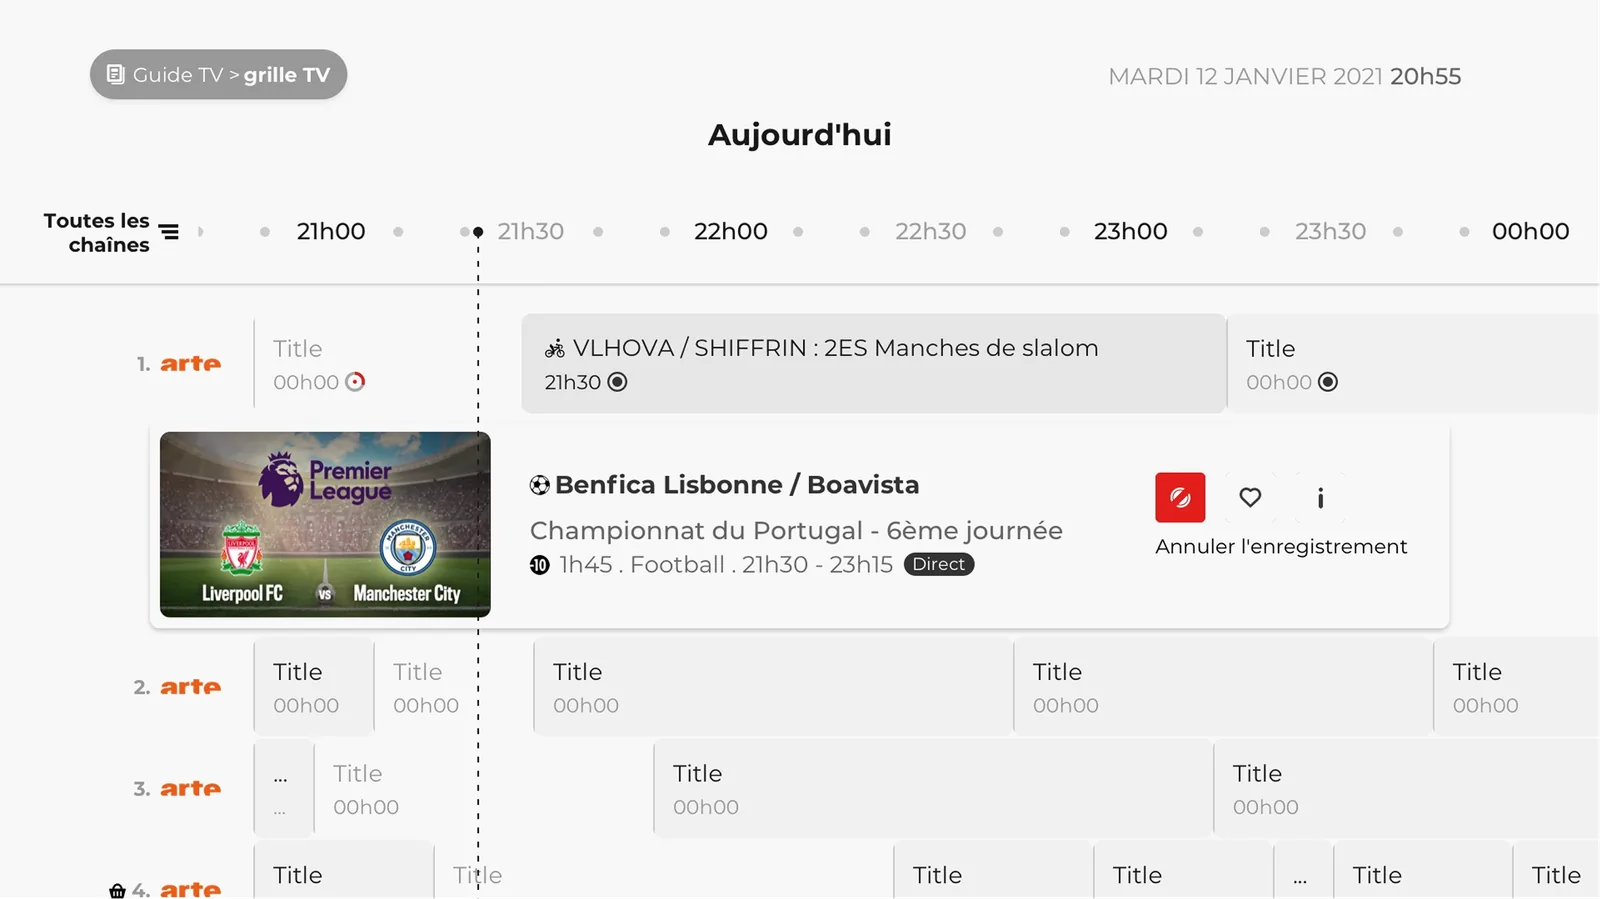 Guide TV > grille TV
MARDI 12 JANVIER 2021 20h55
Aujourd'hui
Toutes les
chaînes
21h00 21h30 22h00 22h30 23h00 23h30 00h00
1. arte
Title
00h00
VLHOVA / SHIFFRIN : 2ES Manches de slalom
21h30
Title
00h00
Premier
League
LIVERPOOL
MANCHESTER
CITY
Liverpool FC vs Manchester City
Benfica Lisbonne / Boavista
Championnat du Portugal - 6ème journée
-10 1h45 . Football . 21h30 - 23h15 Direct
Annuler l'enregistrement
2. arte
Title
00h00
Title
00h00
Title
00h00
Title
00h00
Title
00h00
3. arte
...
...
Title
00h00
Title
00h00
Title
00h00
4. arte
Title
Title
Title
Title
...
Title
Title